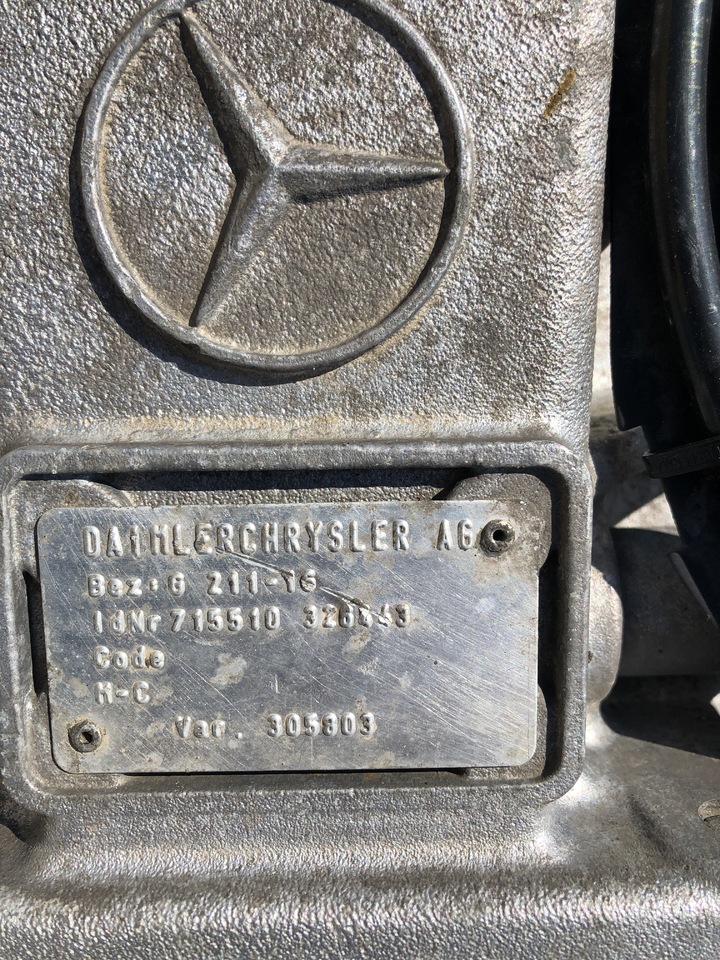 DAIMLERCHRYSLER AG
Bez: G 211-16
IdNr 715510
Code
M-C
Var. 305803